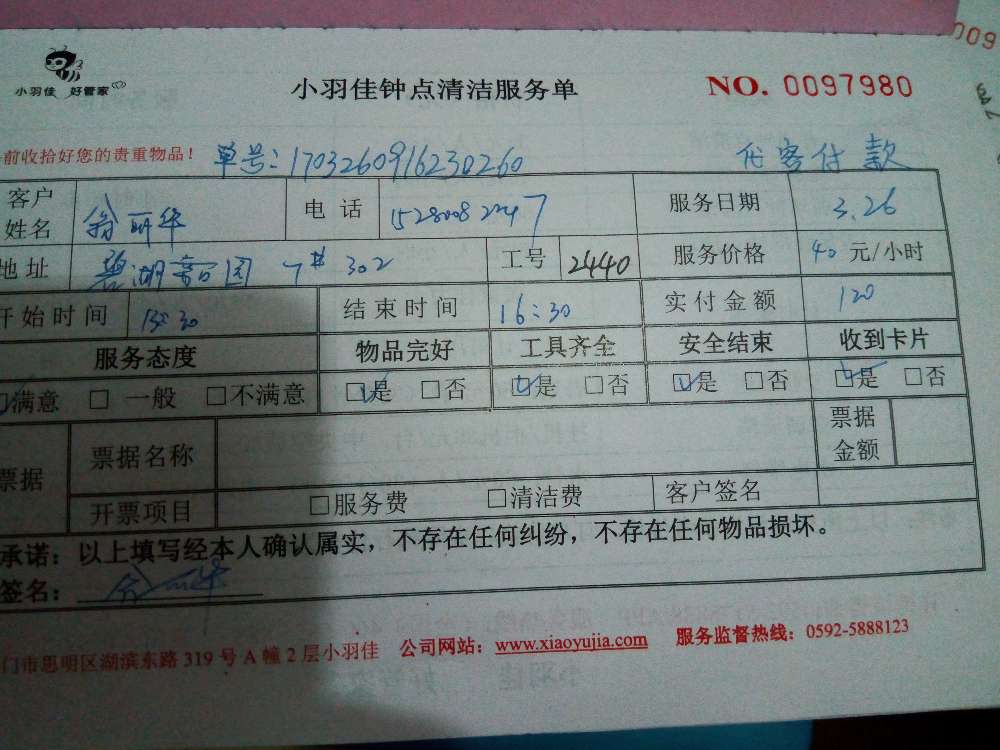 小羽佳 好管家
小羽佳钟点清洁服务单
NO. 0097980
009
前收拾好您的贵重物品！ 单号：1703260916230260 代客付款
客户姓名 翁丽华 电话 15280082247 服务日期 3.26
地址 碧湖富园 7# 302 工号 2440 服务价格 40 元/小时
开始时间 13:30 结束时间 16:30 实付金额 120
服务态度 物品完好 工具齐全 安全结束 收到卡片
☑满意 □ 一般 □不满意 ☑是 □否 ☑是 □否 ☑是 □否 ☑是 □否
票据 票据名称 票据金额
开票项目 □服务费 □清洁费 客户签名
承诺：以上填写经本人确认属实，不存在任何纠纷，不存在任何物品损坏。
签名： 翁丽华
门市思明区湖滨东路 319 号 A 幢 2 层小羽佳 公司网站：www.xiaoyujia.com 服务监督热线：0592-5888123